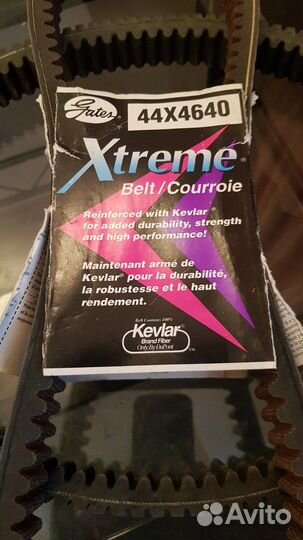 Gates
44X4640
Xtreme®
Belt/Courroie
Reinforced with Kevlar®
for added durability, strength
and high performance!
Maintenant armé de
Kevlar® pour la durabilité,
la robustesse et le haut
rendement.
Belt Contains 100%
Kevlar®
Brand Fiber
Only By DuPont
TM
Avito